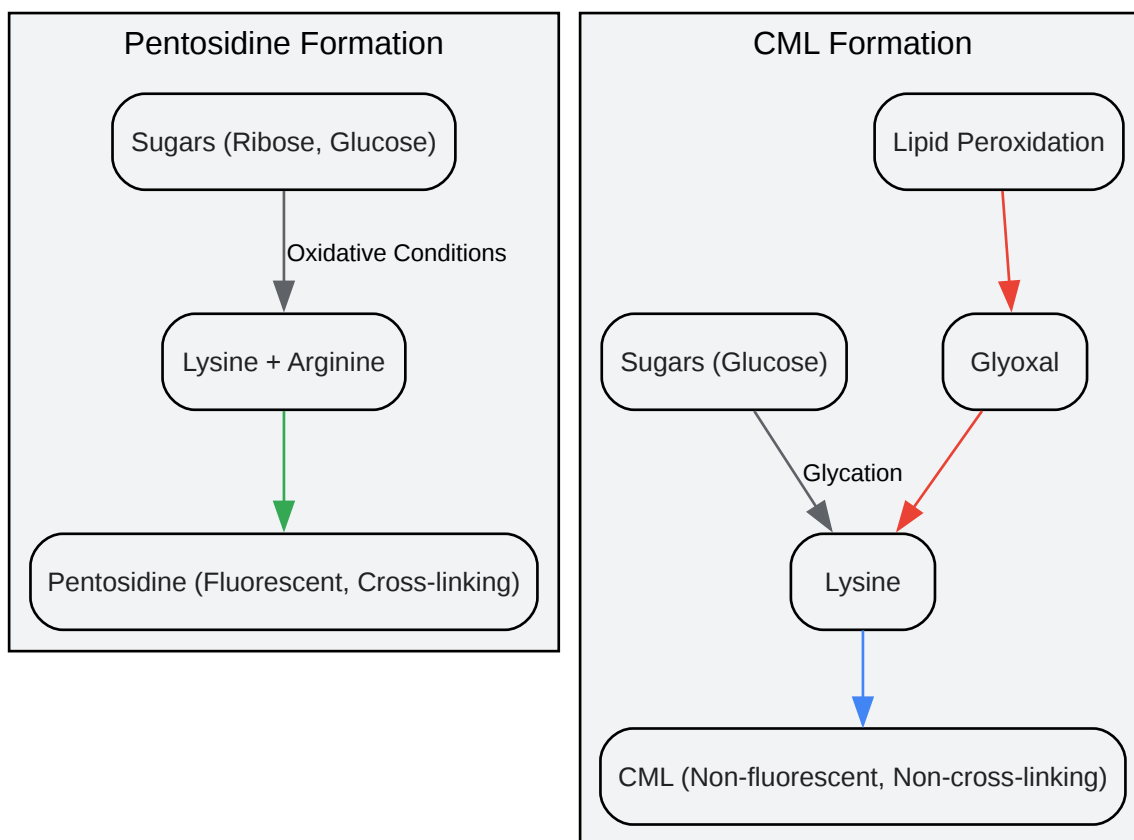 Pentosidine Formation
Sugars (Ribose, Glucose)
Oxidative Conditions
Lysine + Arginine
Pentosidine (Fluorescent, Cross-linking)
CML Formation
Lipid Peroxidation
Sugars (Glucose)
Glyoxal
Glycation
Lysine
CML (Non-fluorescent, Non-cross-linking)